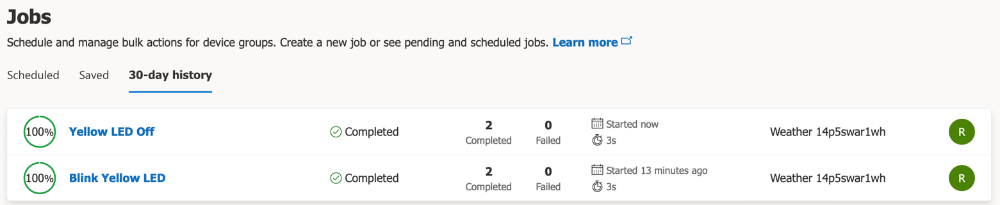 Jobs
Schedule and manage bulk actions for device groups. Create a new job or see pending and scheduled jobs. Learn more
Scheduled Saved 30-day history
100% Yellow LED Off Completed 2 Completed 0 Failed Started now 3s Weather 14p5swar1wh R
100% Blink Yellow LED Completed 2 Completed 0 Failed Started 13 minutes ago 3s Weather 14p5swar1wh R